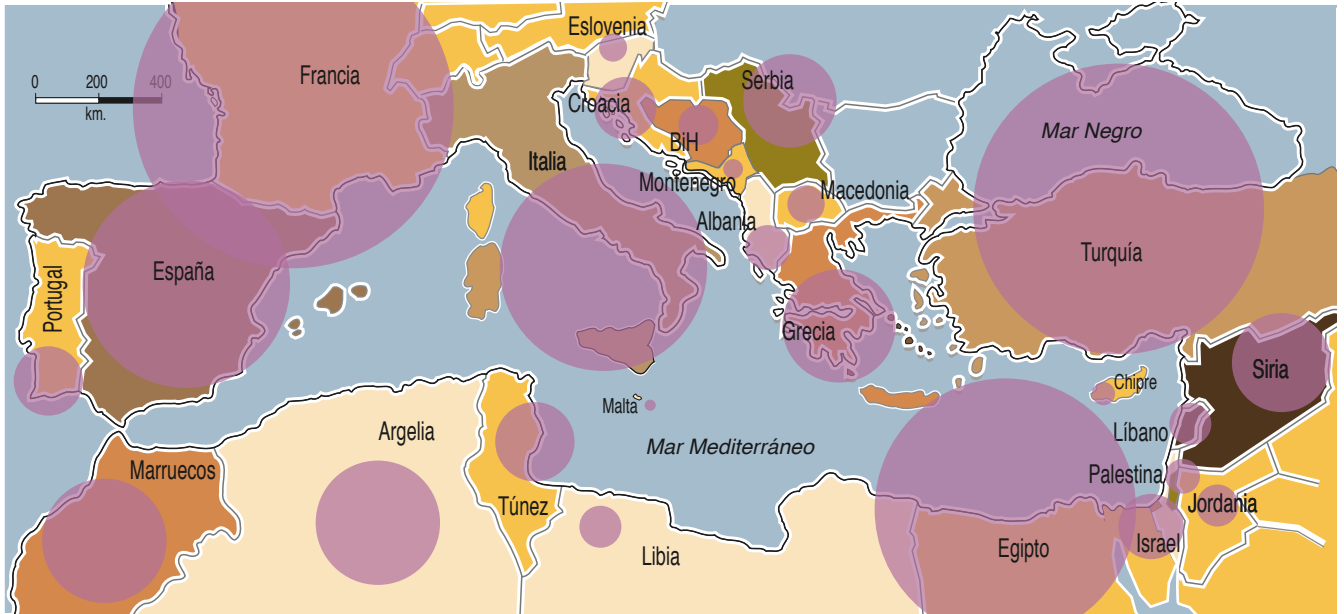 Eslovenia
Francia
0 200 400
km.
Serbia
Croacia
Mar Negro
BiH
Italia
Montenegro
Macedonia
Albania
Turquía
España
Portugal
Grecia
Siria
Chipre
Malta
Argelia
Líbano
Mar Mediterráneo
Marruecos
Palestina
Túnez
Jordania
Israel
Egipto
Libia